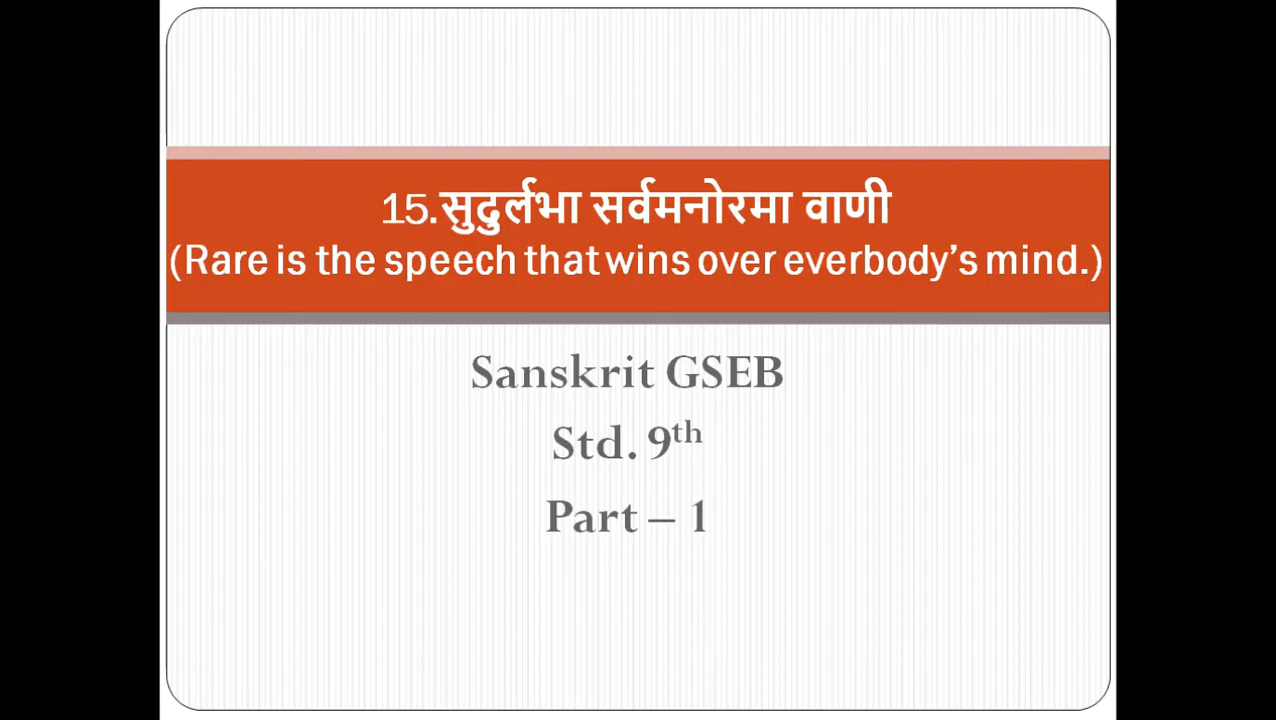 15.सुदुर्लभा सर्वमनोरमा वाणी
(Rare is the speech that wins over everbody's mind.)
Sanskrit GSEB
Std. 9th
Part – 1